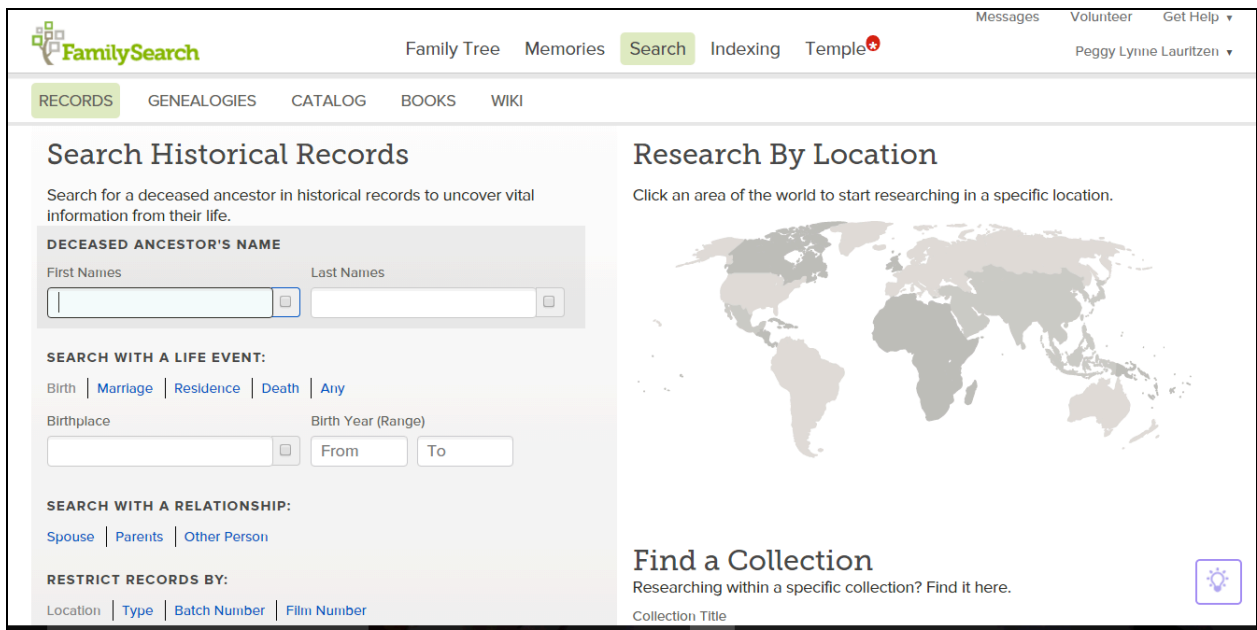 Messages Volunteer Get Help
FamilySearch
Family Tree Memories Search Indexing Temple
Peggy Lynne Lauritzen
RECORDS GENEALOGIES CATALOG BOOKS WIKI
Search Historical Records
Search for a deceased ancestor in historical records to uncover vital
information from their life.
DECEASED ANCESTOR'S NAME
First Names Last Names
SEARCH WITH A LIFE EVENT:
Birth Marriage Residence Death Any
Birthplace Birth Year (Range)
From To
SEARCH WITH A RELATIONSHIP:
Spouse Parents Other Person
RESTRICT RECORDS BY:
Location Type Batch Number Film Number
Research By Location
Click an area of the world to start researching in a specific location.
Find a Collection
Researching within a specific collection? Find it here.
Collection Title